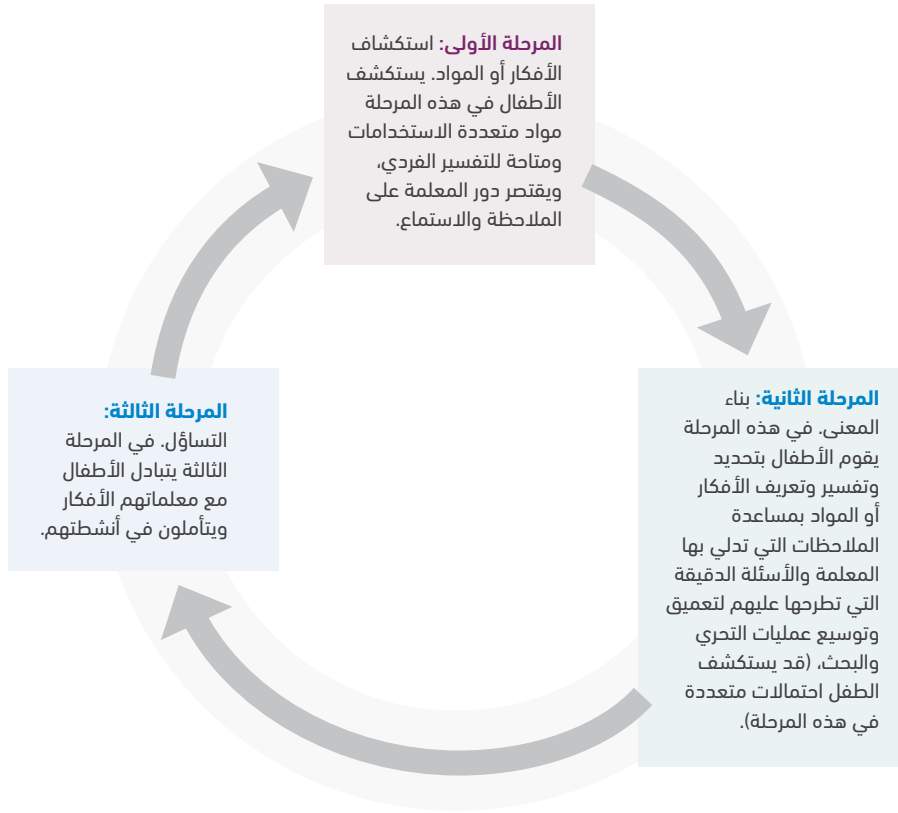 المرحلة الأولى: استكشاف
الأفكار أو المواد. يستكشف
الأطفال في هذه المرحلة
مواد متعددة الاستخدامات
ومتاحة للتفسير الفردي،
ويقتصر دور المعلمة على
الملاحظة والاستماع.
المرحلة الثانية: بناء
المعنى. في هذه المرحلة
يقوم الأطفال بتحديد
وتفسير وتعريف الأفكار
أو المواد بمساعدة
الملاحظات التي تدلي بها
المعلمة والأسئلة الدقيقة
التي تطرحها عليهم لتعميق
وتوسيع عمليات التحري
والبحث، (قد يستكشف
الطفل احتمالات متعددة
في هذه المرحلة).
المرحلة الثالثة:
التساؤل. في المرحلة
الثالثة يتبادل الأطفال
مع معلماتهم الأفكار
ويتأملون في أنشطتهم.